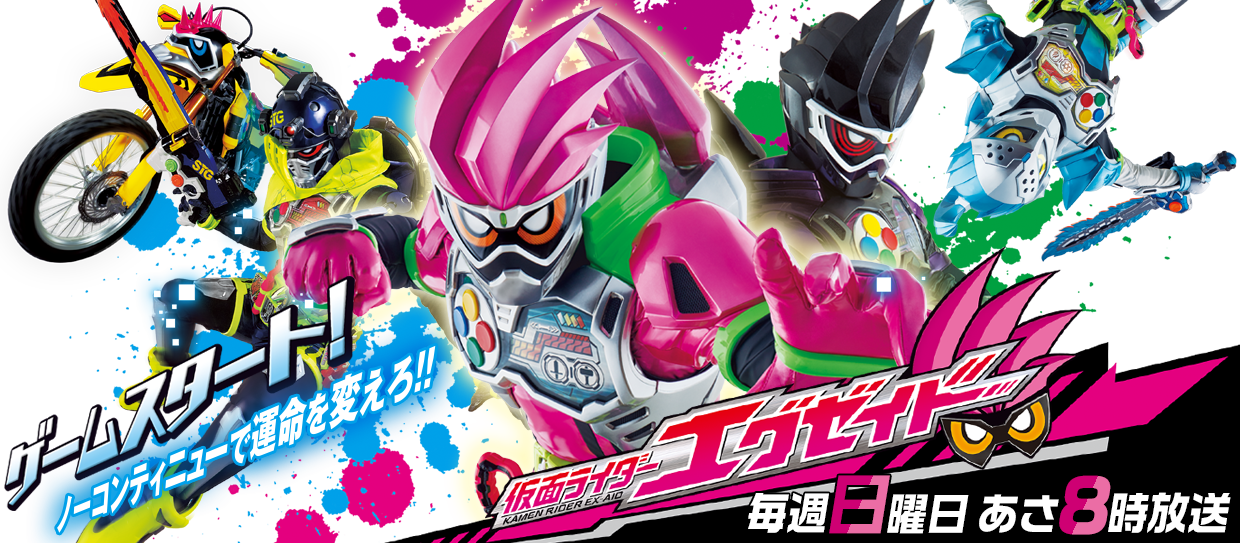 STG
STG
ゲームスタート!
ノーコンティニューで運命を変えろ!!
仮面ライダー
エグゼイド
KAMEN RIDER EX-AID
毎週日曜日 あさ8時放送